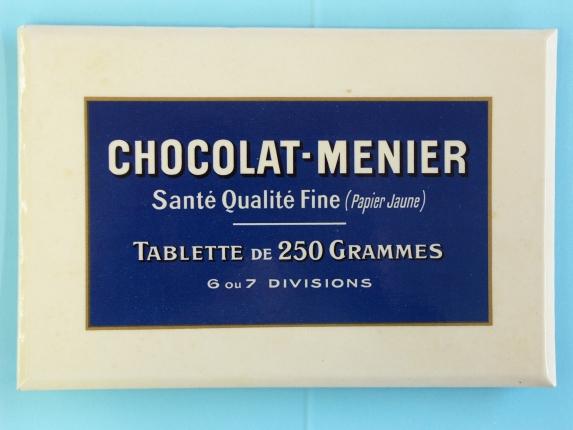 CHOCOLAT-MENIER
Santé Qualité Fine (Papier Jaune)
TABLETTE DE 250 GRAMMES
6 ou 7 DIVISIONS